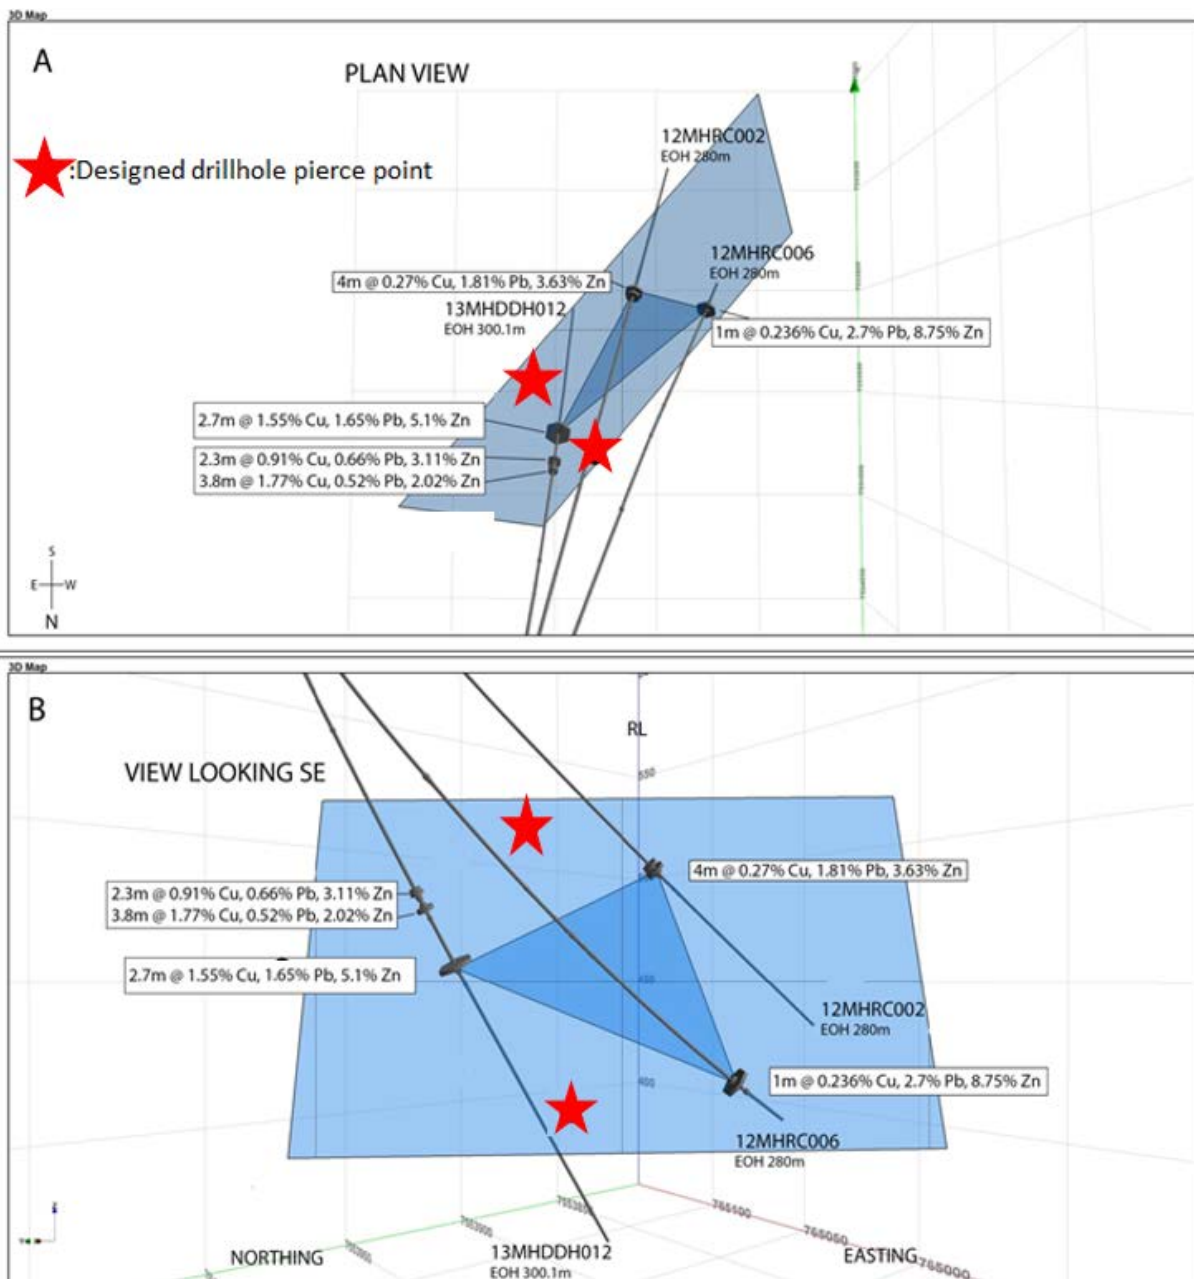 3D Map
A
PLAN VIEW
:Designed drillhole pierce point
12MHRC002
EOH 280m
12MHRC006
EOH 280m
4m @ 0.27% Cu, 1.81% Pb, 3.63% Zn
13MHDDH012
EOH 300.1m
1m @ 0.236% Cu, 2.7% Pb, 8.75% Zn
2.7m @ 1.55% Cu, 1.65% Pb, 5.1% Zn
2.3m @ 0.91% Cu, 0.66% Pb, 3.11% Zn
3.8m @ 1.77% Cu, 0.52% Pb, 2.02% Zn
S
E W
N
3D Map
B
RL
VIEW LOOKING SE
550
4m @ 0.27% Cu, 1.81% Pb, 3.63% Zn
2.3m @ 0.91% Cu, 0.66% Pb, 3.11% Zn
3.8m @ 1.77% Cu, 0.52% Pb, 2.02% Zn
2.7m @ 1.55% Cu, 1.65% Pb, 5.1% Zn
12MHRC002
EOH 280m
400
1m @ 0.236% Cu, 2.7% Pb, 8.75% Zn
12MHRC006
EOH 280m
765100
765050
765000
7553900
NORTHING
13MHDDH012
EOH 300.1m
EASTING